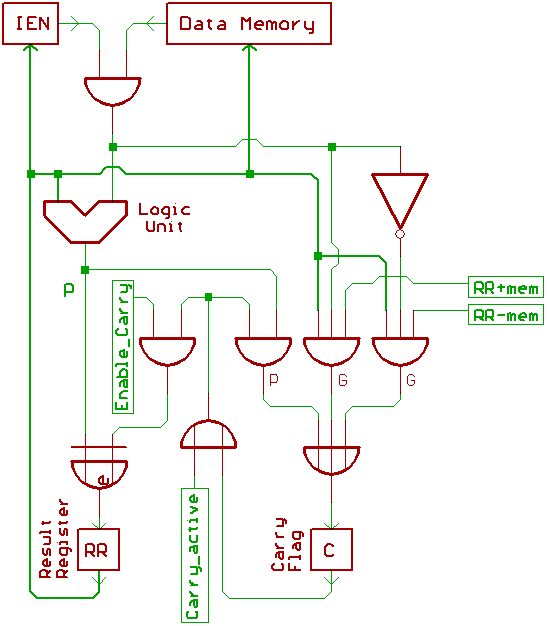 IEN
Data Memory
Logic
Unit
P
RR+mem
RR-mem
Enable_Carry
P
G
G
e
Result
Register
RR
Carry_active
Carry
Flag
C